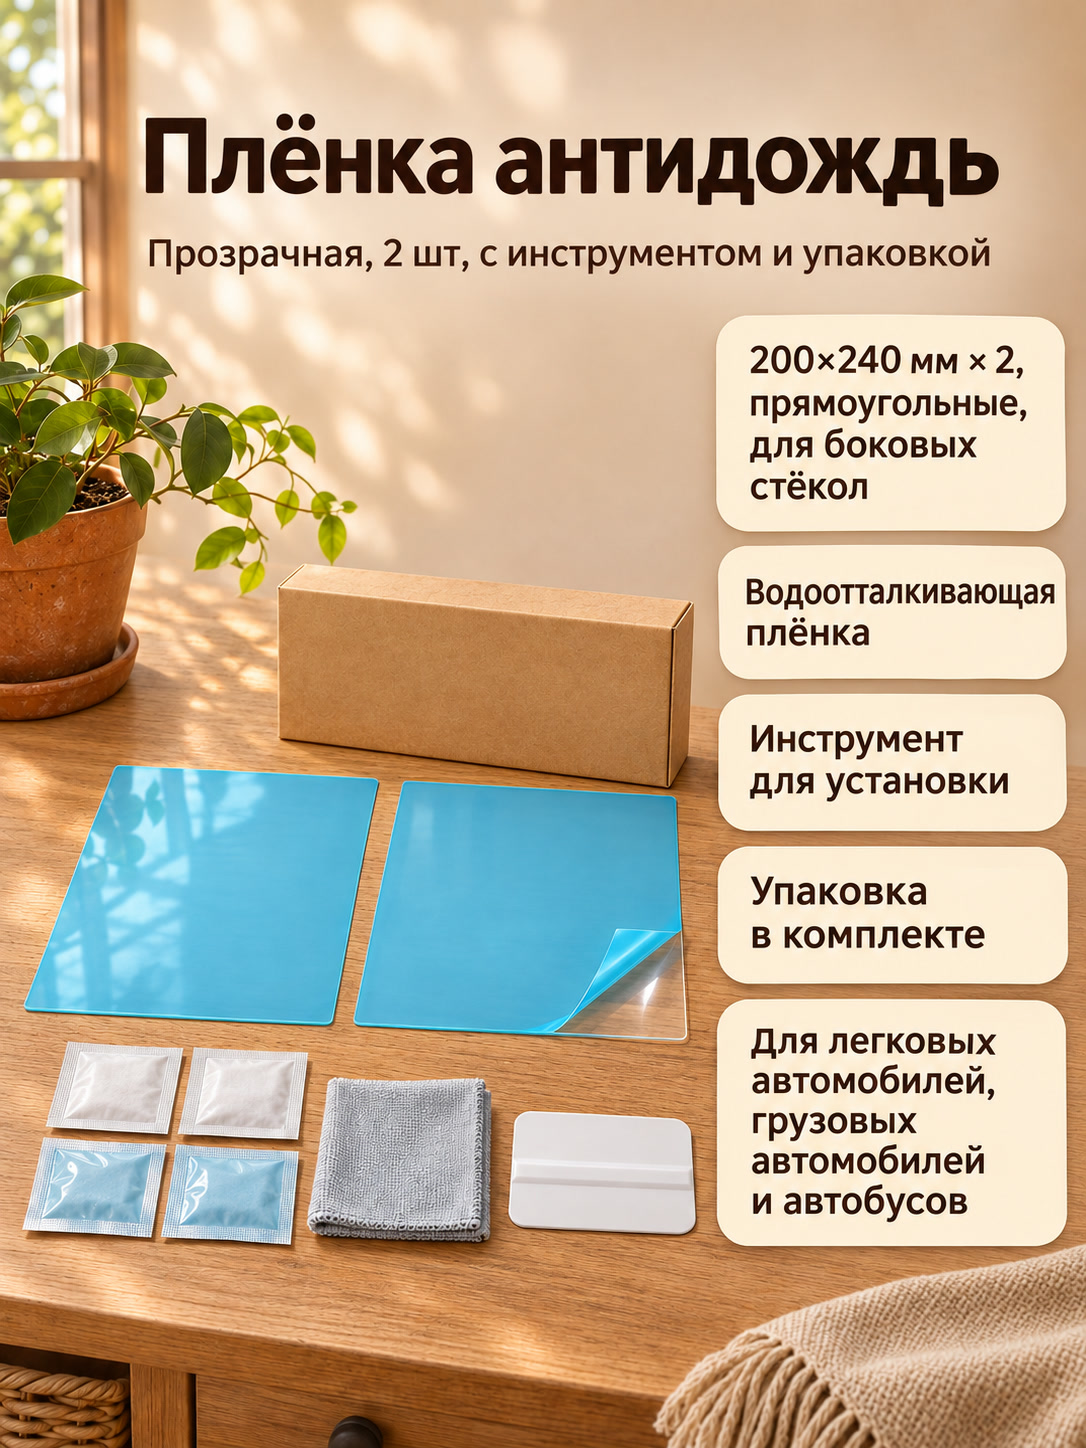 Плёнка антидождь
Прозрачная, 2 шт, с инструментом и упаковкой
200×240 мм × 2,
прямоугольные,
для боковых
стёкол
Водоотталкивающая
плёнка
Инструмент
для установки
Упаковка
в комплекте
Для легковых
автомобилей,
грузовых
автомобилей
и автобусов